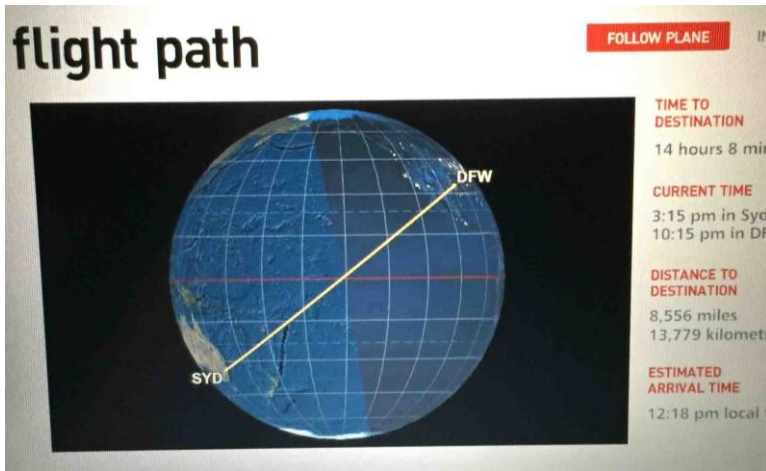 flight path
FOLLOW PLANE
DFW
SYD
TIME TO
DESTINATION
14 hours 8
CURRENT TIME
3:15 pm in
10:15 pm in
DISTANCE TO
DESTINATION
8,556 miles
13,779
ESTIMATED
ARRIVAL TIME
12:18 pm local